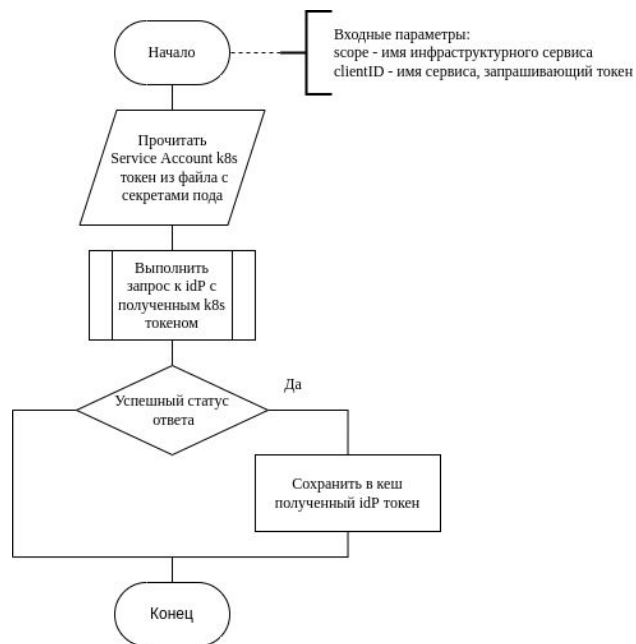 Начало
Входные параметры:
scope - имя инфраструктурного сервиса
clientID - имя сервиса, запрашивающий токен
Прочитать
Service Account k8s
токен из файла с
секретами пода
Выполнить
запрос к idP с
полученным k8s
токеном
Успешный статус
ответа
Да
Сохранить в кеш
полученный idP токен
Конец